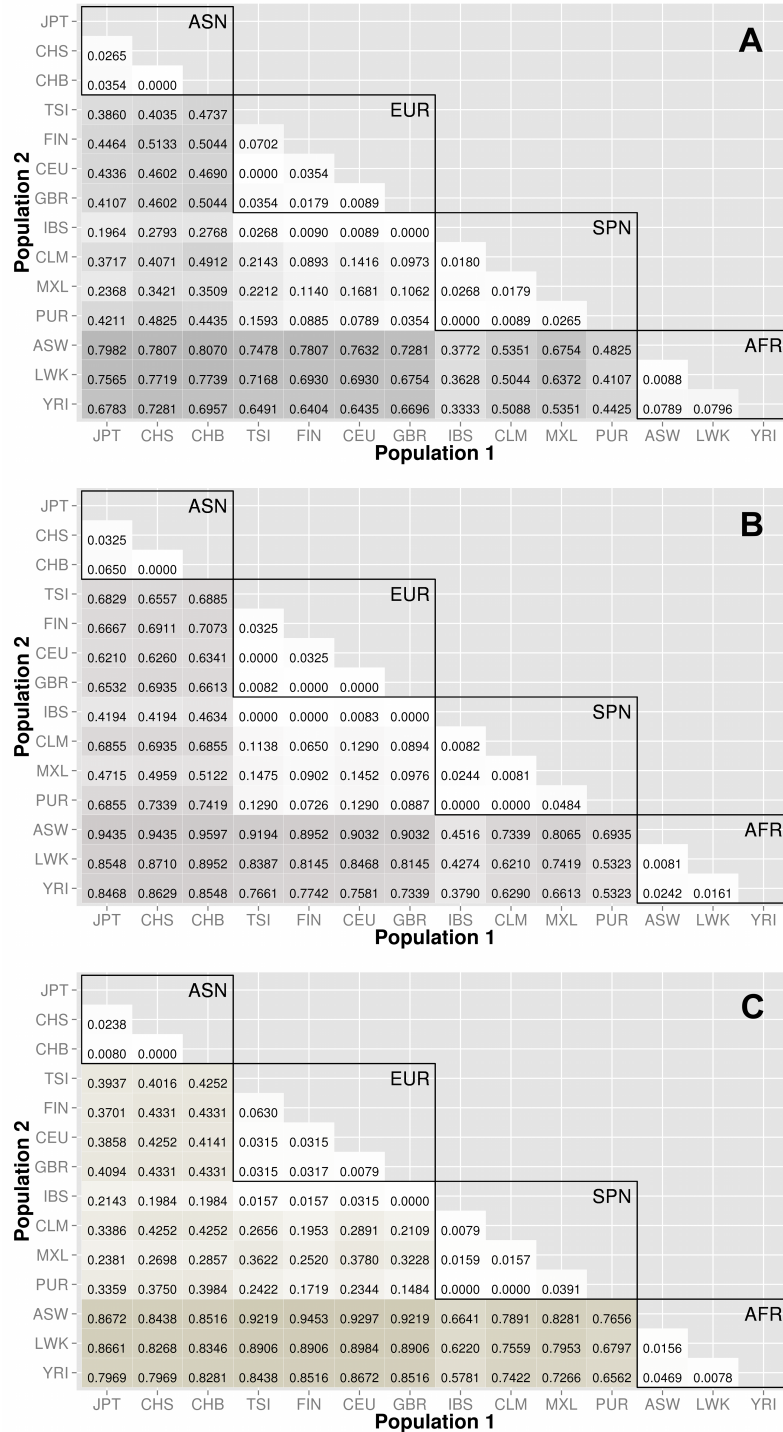 JPT ASN A
CHS 0.0265
CHB 0.0354 0.0000
TSI 0.3860 0.4035 0.4737 EUR
FIN 0.4464 0.5133 0.5044 0.0702
CEU 0.4336 0.4602 0.4690 0.0000 0.0354
GBR 0.4107 0.4602 0.5044 0.0354 0.0179 0.0089
IBS 0.1964 0.2793 0.2768 0.0268 0.0090 0.0089 0.0000 SPN
CLM 0.3717 0.4071 0.4912 0.2143 0.0893 0.1416 0.0973 0.0180
MXL 0.2368 0.3421 0.3509 0.2212 0.1140 0.1681 0.1062 0.0268 0.0179
PUR 0.4211 0.4825 0.4435 0.1593 0.0885 0.0789 0.0354 0.0000 0.0089 0.0265
ASW 0.7982 0.7807 0.8070 0.7478 0.7807 0.7632 0.7281 0.3772 0.5351 0.6754 0.4825 AFR
LWK 0.7565 0.7719 0.7739 0.7168 0.6930 0.6930 0.6754 0.3628 0.5044 0.6372 0.4107 0.0088
YRI 0.6783 0.7281 0.6957 0.6491 0.6404 0.6435 0.6696 0.3333 0.5088 0.5351 0.4425 0.0789 0.0796
JPT CHS CHB TSI FIN CEU GBR IBS CLM MXL PUR ASW LWK YRI
Population 1
Population 2
JPT ASN B
CHS 0.0325
CHB 0.0650 0.0000
TSI 0.6829 0.6557 0.6885 EUR
FIN 0.6667 0.6911 0.7073 0.0325
CEU 0.6210 0.6260 0.6341 0.0000 0.0325
GBR 0.6532 0.6935 0.6613 0.0082 0.0000 0.0000
IBS 0.4194 0.4194 0.4634 0.0000 0.0000 0.0083 0.0000 SPN
CLM 0.6855 0.6935 0.6855 0.1138 0.0650 0.1290 0.0894 0.0082
MXL 0.4715 0.4959 0.5122 0.1475 0.0902 0.1452 0.0976 0.0244 0.0081
PUR 0.6855 0.7339 0.7419 0.1290 0.0726 0.1290 0.0887 0.0000 0.0000 0.0484
ASW 0.9435 0.9435 0.9597 0.9194 0.8952 0.9032 0.9032 0.4516 0.7339 0.8065 0.6935 AFR
LWK 0.8548 0.8710 0.8952 0.8387 0.8145 0.8468 0.8145 0.4274 0.6210 0.7419 0.5323 0.0081
YRI 0.8468 0.8629 0.8548 0.7661 0.7742 0.7581 0.7339 0.3790 0.6290 0.6613 0.5323 0.0242 0.0161
JPT CHS CHB TSI FIN CEU GBR IBS CLM MXL PUR ASW LWK YRI
Population 1
Population 2
JPT ASN C
CHS 0.0238
CHB 0.0080 0.0000
TSI 0.3937 0.4016 0.4252 EUR
FIN 0.3701 0.4331 0.4331 0.0630
CEU 0.3858 0.4252 0.4141 0.0315 0.0315
GBR 0.4094 0.4331 0.4331 0.0315 0.0317 0.0079
IBS 0.2143 0.1984 0.1984 0.0157 0.0157 0.0315 0.0000 SPN
CLM 0.3386 0.4252 0.4252 0.2656 0.1953 0.2891 0.2109 0.0079
MXL 0.2381 0.2698 0.2857 0.3622 0.2520 0.3780 0.3228 0.0159 0.0157
PUR 0.3359 0.3750 0.3984 0.2422 0.1719 0.2344 0.1484 0.0000 0.0000 0.0391
ASW 0.8672 0.8438 0.8516 0.9219 0.9453 0.9297 0.9219 0.6641 0.7891 0.8281 0.7656 AFR
LWK 0.8661 0.8268 0.8346 0.8906 0.8906 0.8984 0.8906 0.6220 0.7559 0.7953 0.6797 0.0156
YRI 0.7969 0.7969 0.8281 0.8438 0.8516 0.8672 0.8516 0.5781 0.7422 0.7266 0.6562 0.0469 0.0078
JPT CHS CHB TSI FIN CEU GBR IBS CLM MXL PUR ASW LWK YRI
Population 1
Population 2